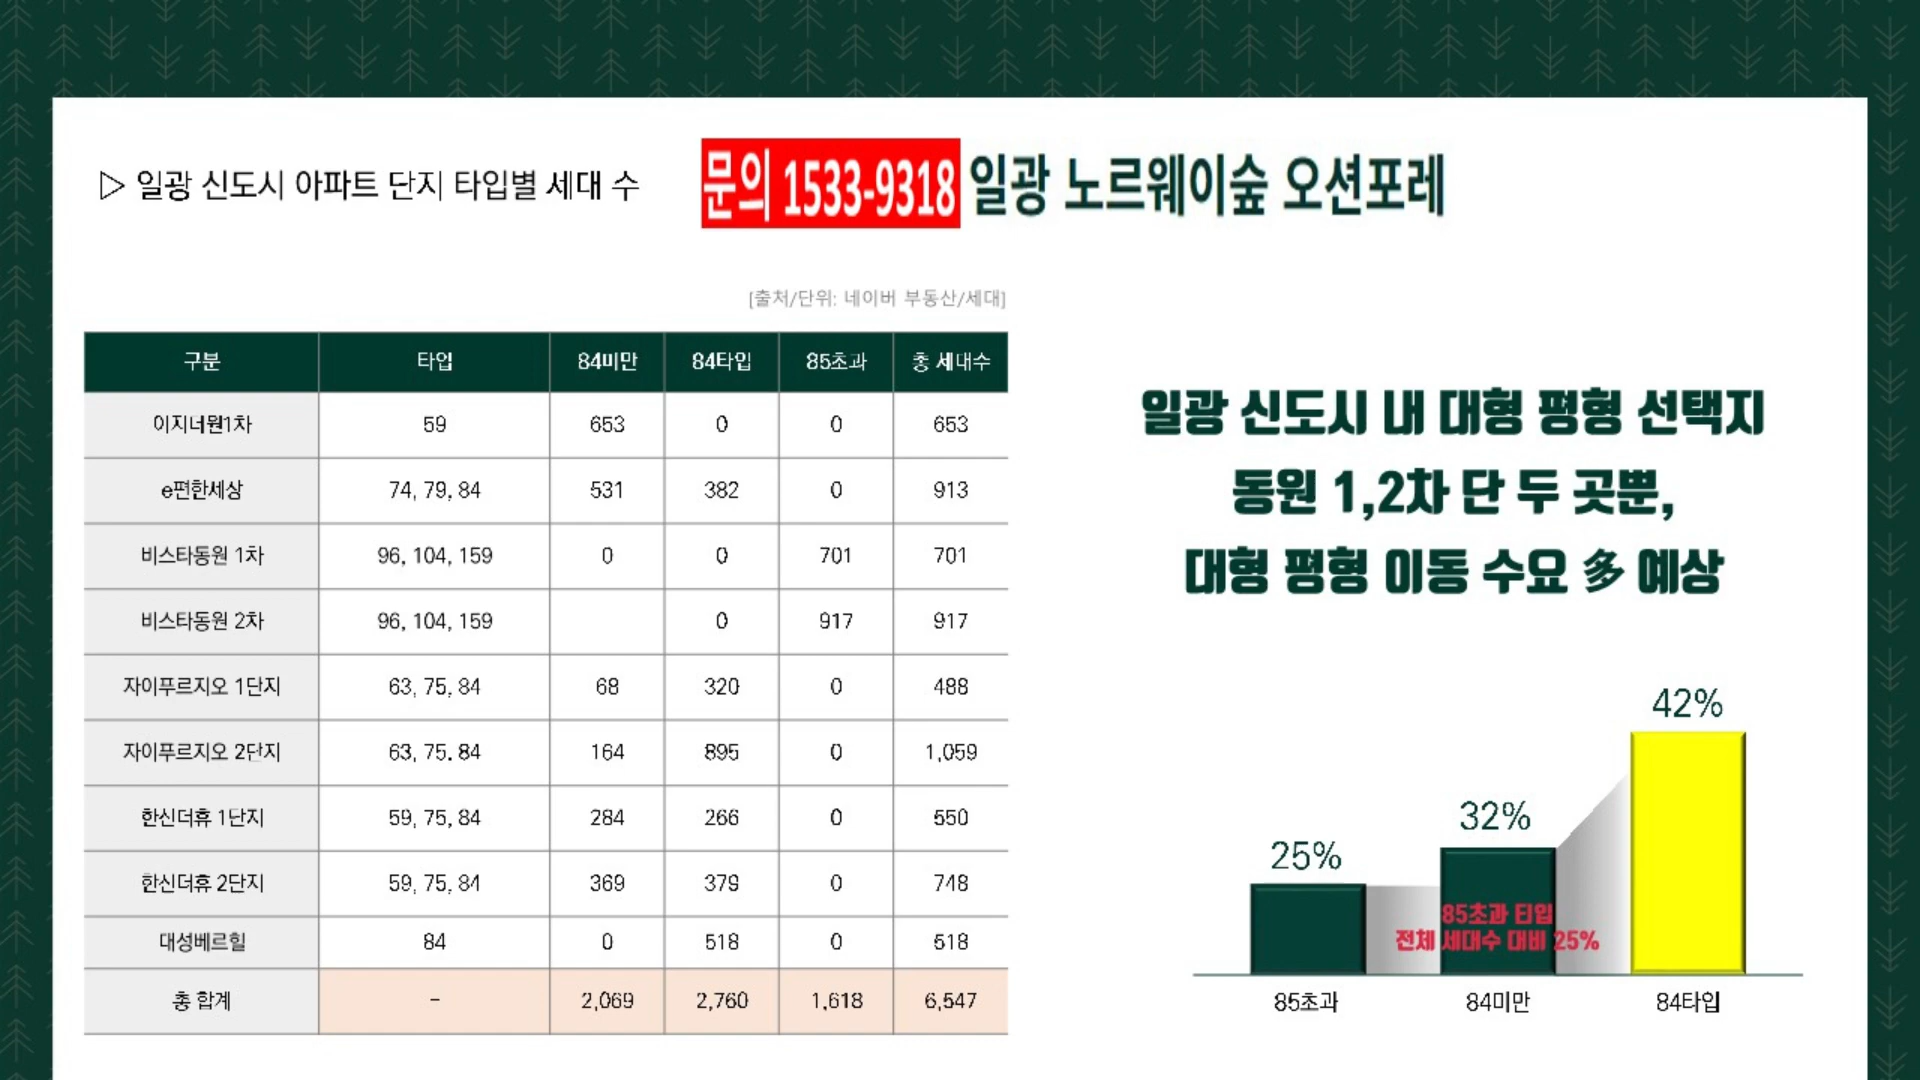 ▷ 일광 신도시 아파트 단지 타입별 세대 수
문의 1533-9318 일광 노르웨이숲 오션포레
[출처/단위: 네이버 부동산/세대]
구분 타입 84미만 84타입 85초과 총 세대수
이지더원1차 59 653 0 0 653
e편한세상 74, 79, 84 531 382 0 913
비스타동원 1차 96, 104, 159 0 0 701 701
비스타동원 2차 96, 104, 159 0 917 917
자이푸르지오 1단지 63, 75, 84 68 320 0 488
자이푸르지오 2단지 63, 75, 84 164 895 0 1,059
한신더휴 1단지 59, 75, 84 284 266 0 550
한신더휴 2단지 59, 75, 84 369 379 0 748
대성베르힐 84 0 518 0 518
총 합계 - 2,069 2,760 1,618 6,547
일광 신도시 내 대형 평형 선택지
동원 1,2차 단 두 곳뿐,
대형 평형 이동 수요 多 예상
42%
32%
25%
85초과 타입
전체 세대수 대비 25%
85초과 84미만 84타입